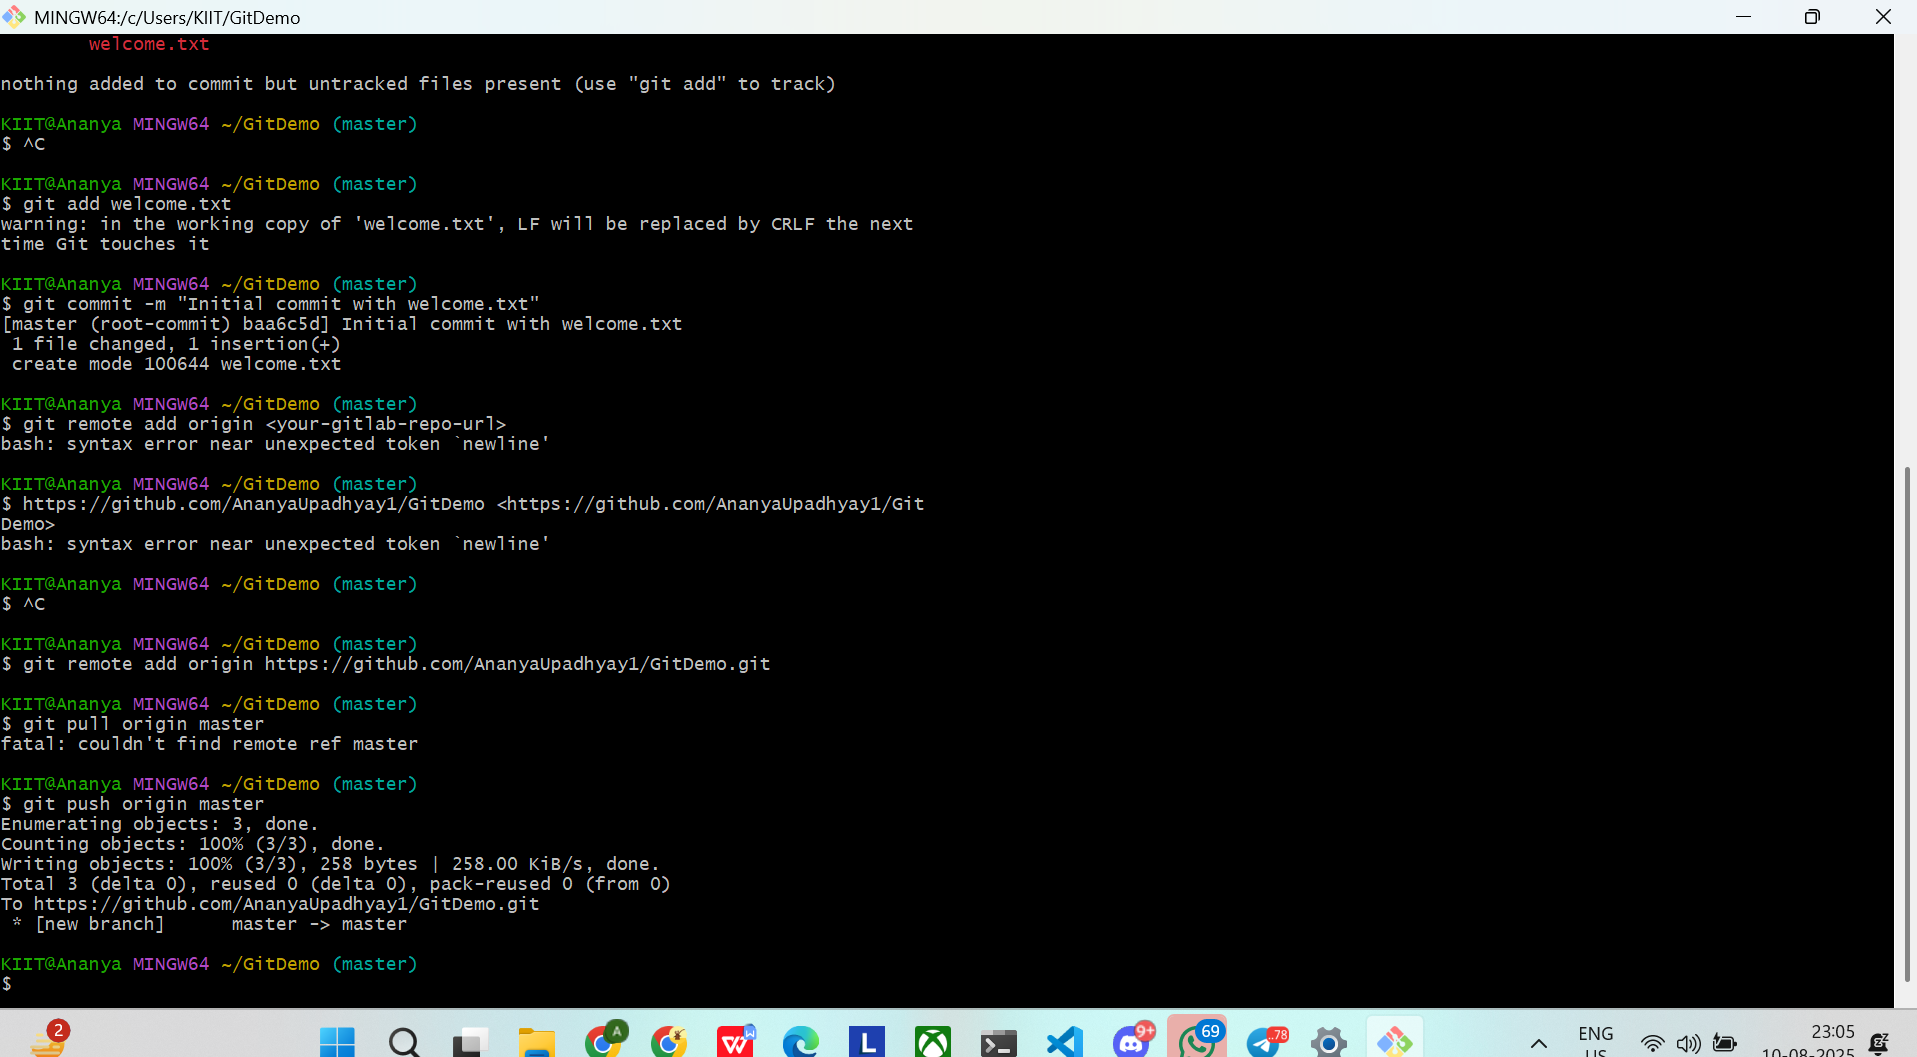 MINGW64:/c/Users/KIIT/GitDemo
welcome.txt
nothing added to commit but untracked files present (use "git add" to track)
KIIT@Ananya MINGW64 ~/GitDemo (master)
$ ^C
KIIT@Ananya MINGW64 ~/GitDemo (master)
$ git add welcome.txt
warning: in the working copy of 'welcome.txt', LF will be replaced by CRLF the next
time Git touches it
KIIT@Ananya MINGW64 ~/GitDemo (master)
$ git commit -m "Initial commit with welcome.txt"
[master (root-commit) baa6c5d] Initial commit with welcome.txt
1 file changed, 1 insertion(+)
create mode 100644 welcome.txt
KIIT@Ananya MINGW64 ~/GitDemo (master)
$ git remote add origin <your-gitlab-repo-url>
bash: syntax error near unexpected token `newline'
KIIT@Ananya MINGW64 ~/GitDemo (master)
$ https://github.com/AnanyaUpadhyay1/GitDemo <https://github.com/AnanyaUpadhyay1/Git
Demo>
bash: syntax error near unexpected token `newline'
KIIT@Ananya MINGW64 ~/GitDemo (master)
$ ^C
KIIT@Ananya MINGW64 ~/GitDemo (master)
$ git remote add origin https://github.com/AnanyaUpadhyay1/GitDemo.git
KIIT@Ananya MINGW64 ~/GitDemo (master)
$ git pull origin master
fatal: couldn't find remote ref master
KIIT@Ananya MINGW64 ~/GitDemo (master)
$ git push origin master
Enumerating objects: 3, done.
Counting objects: 100% (3/3), done.
Writing objects: 100% (3/3), 258 bytes | 258.00 KiB/s, done.
Total 3 (delta 0), reused 0 (delta 0), pack-reused 0 (from 0)
To https://github.com/AnanyaUpadhyay1/GitDemo.git
* [new branch]      master -> master
KIIT@Ananya MINGW64 ~/GitDemo (master)
$
2
A
W
L
9+
69
..78
ENG
US
23:05
10-08-2025